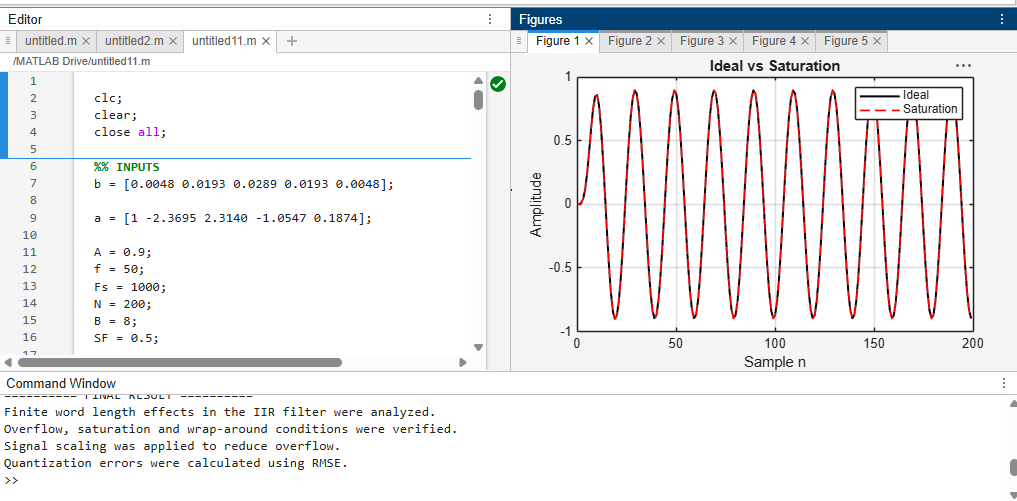 Editor
untitled.m × untitled2.m × untitled11.m × +
/MATLAB Drive/untitled11.m
1
2 clc;
3 clear;
4 close all;
5
6 %% INPUTS
7 b = [0.0048 0.0193 0.0289 0.0193 0.0048];
8
9 a = [1 -2.3695 2.3140 -1.0547 0.1874];
10
11 A = 0.9;
12 f = 50;
13 Fs = 1000;
14 N = 200;
15 B = 8;
16 SF = 0.5;
17
Figures
Figure 1 × Figure 2 × Figure 3 × Figure 4 × Figure 5 ×
Ideal vs Saturation
Ideal
Saturation
1
0.5
0
-0.5
-1
Amplitude
0 50 100 150 200
Sample n
Command Window
========== FINAL RESULT ==========
Finite word length effects in the IIR filter were analyzed.
Overflow, saturation and wrap-around conditions were verified.
Signal scaling was applied to reduce overflow.
Quantization errors were calculated using RMSE.
>>